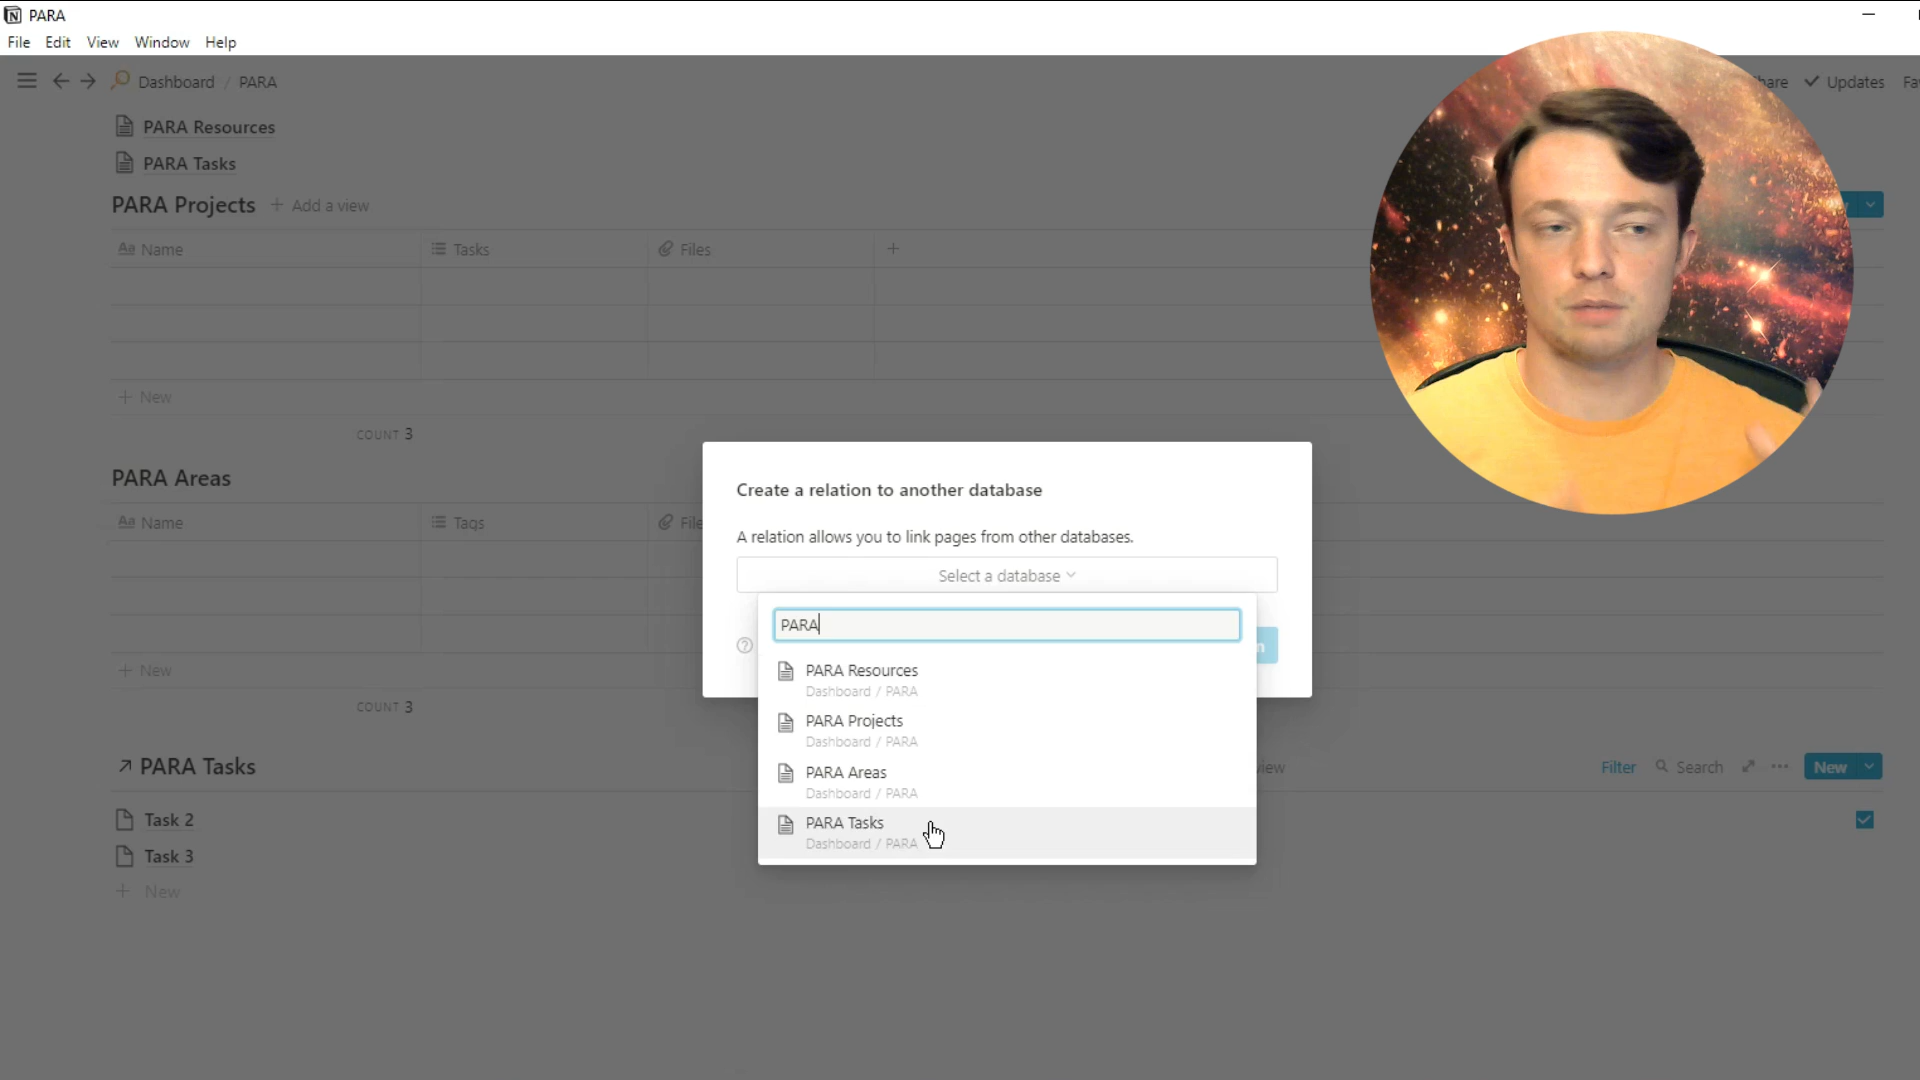 PARA
File Edit View Window Help
Dashboard / PARA
Updates
PARA Resources
PARA Tasks
PARA Projects + Add a view
Aa Name Tasks Files +
+ New
COUNT 3
PARA Areas
Aa Name Tags
+ New
COUNT 3
Create a relation to another database
A relation allows you to link pages from other databases.
Select a database
PARA
PARA Resources
Dashboard / PARA
PARA Projects
Dashboard / PARA
PARA Areas
Dashboard / PARA
PARA Tasks
Dashboard / PARA
PARA Tasks
Filter Search New
Task 2
Task 3
+ New